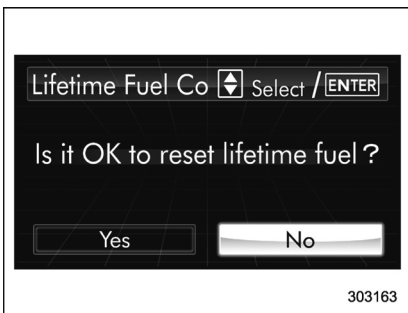 Lifetime Fuel Co Select / ENTER
Is it OK to reset lifetime fuel?
Yes No
303163